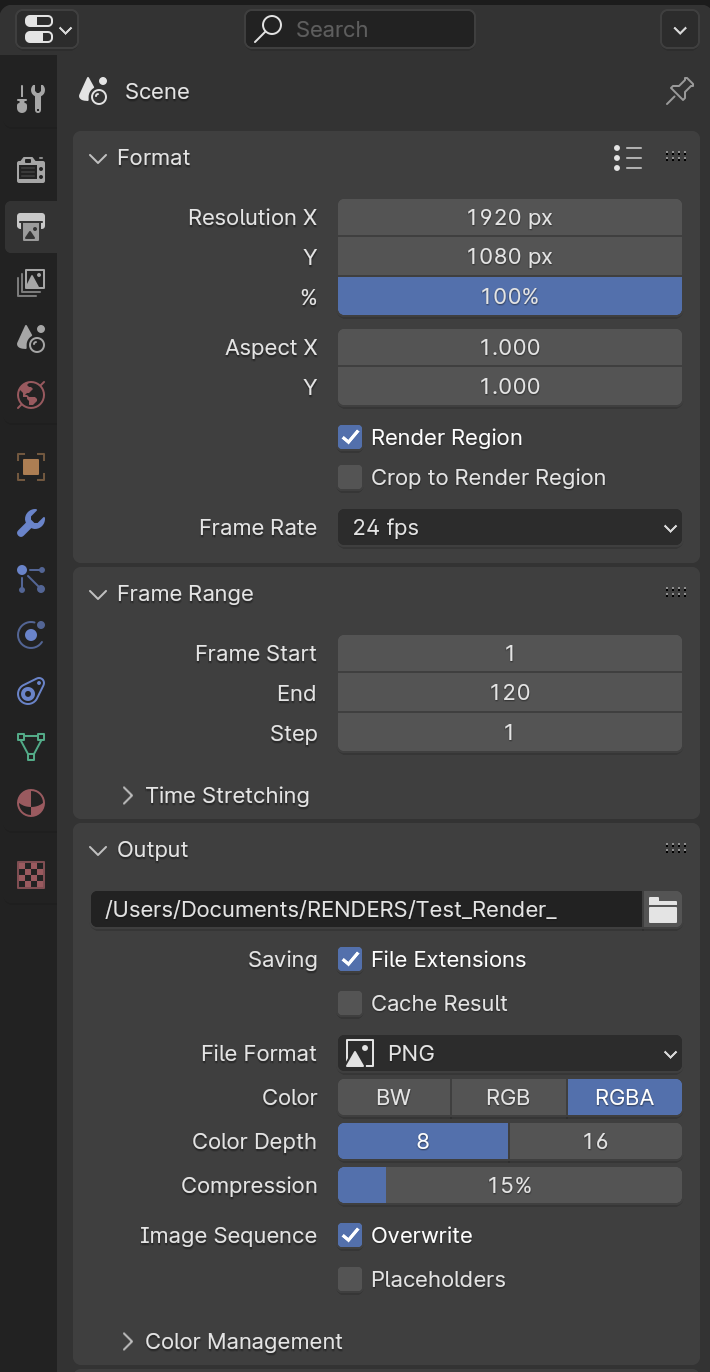 Search
Scene
Format
Resolution X 1920 px
Y 1080 px
% 100%
Aspect X 1.000
Y 1.000
Render Region
Crop to Render Region
Frame Rate 24 fps
Frame Range
Frame Start 1
End 120
Step 1
Time Stretching
Output
/Users/Documents/RENDERS/Test_Render_
Saving File Extensions
Cache Result
File Format PNG
Color BW RGB RGBA
Color Depth 8 16
Compression 15%
Image Sequence Overwrite
Placeholders
Color Management